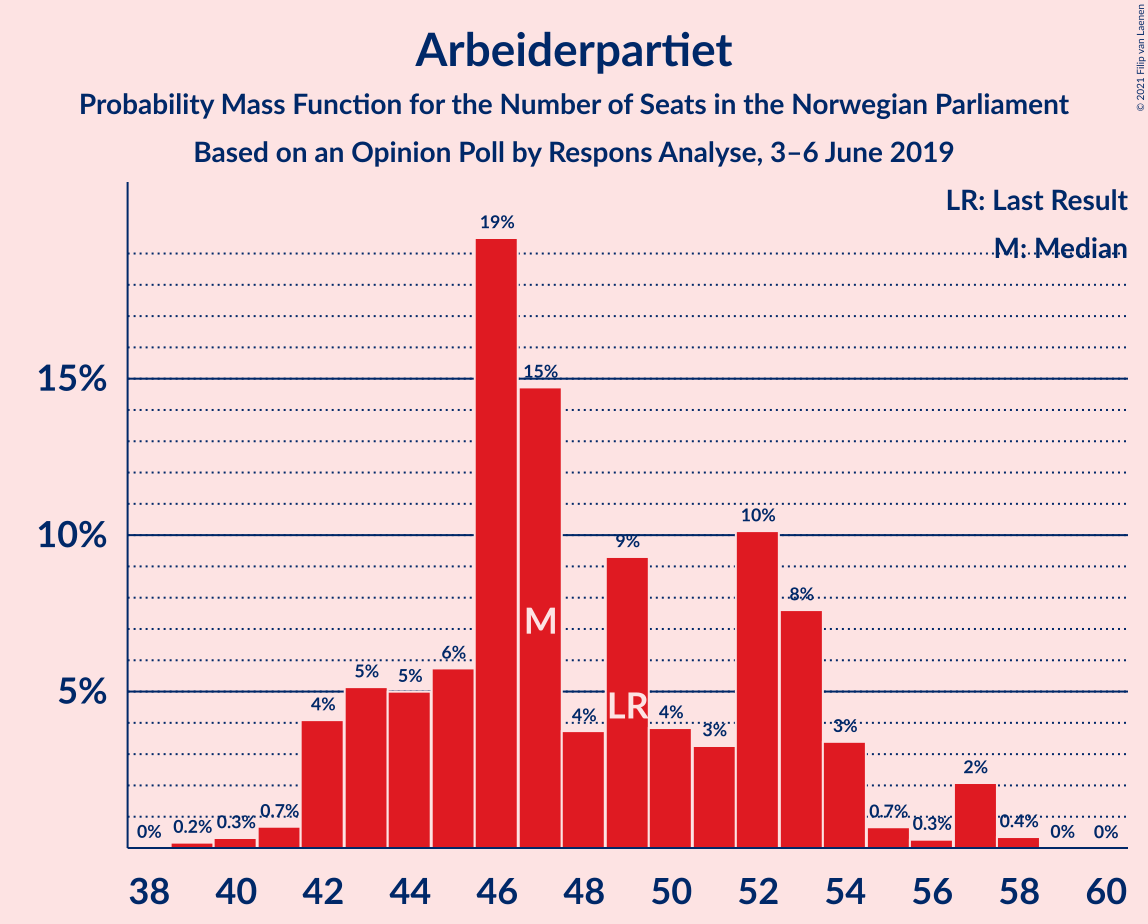 Arbeiderpartiet
Probability Mass Function for the Number of Seats in the Norwegian Parliament
Based on an Opinion Poll by Respons Analyse, 3–6 June 2019
© 2021 Filip van Laenen
LR: Last Result
M: Median
15%
10%
5%
0%
0.2%
0.3%
0.7%
4%
5%
5%
6%
19%
15%
4%
9%
4%
3%
10%
8%
3%
0.7%
0.3%
2%
0.4%
0%
0%
M
LR
38 40 42 44 46 48 50 52 54 56 58 60